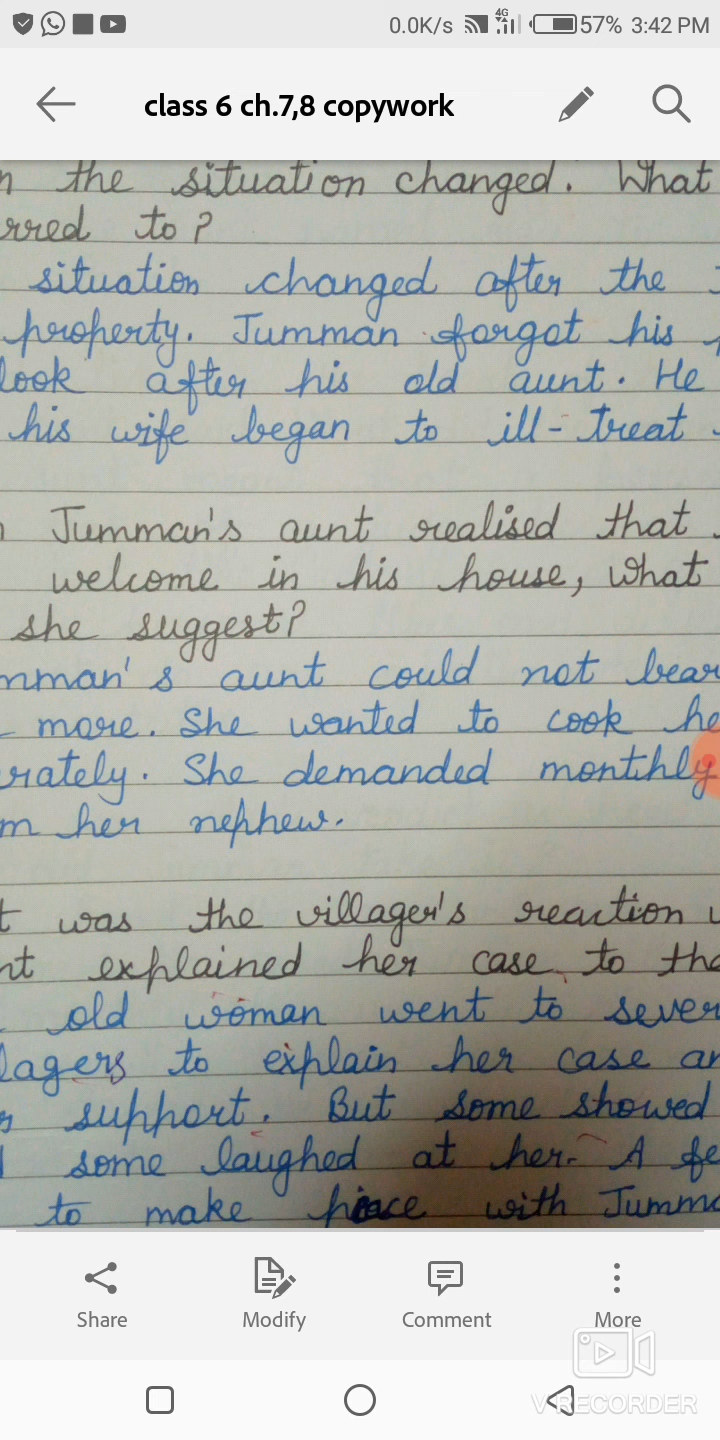 0.0K/s 4G 57% 3:42 PM
class 6 ch.7,8 copywork
the situation changed. What
rred to?
situation changed after the
property. Jumman forgot his
look after his old aunt. He
his wife began to ill-treat
Jumman's aunt realised that
welcome in his house, what
she suggest?
mman's aunt could not bear
more. She wanted to cook he
rately. She demanded monthly
m her nephew.
t was the villager's reaction
nt explained her case to the
old woman went to sever
lagers to explain her case an
support. But some showed
some laughed at her. A fe
to make peace with Jumma
Share Modify Comment More
V RECORDER